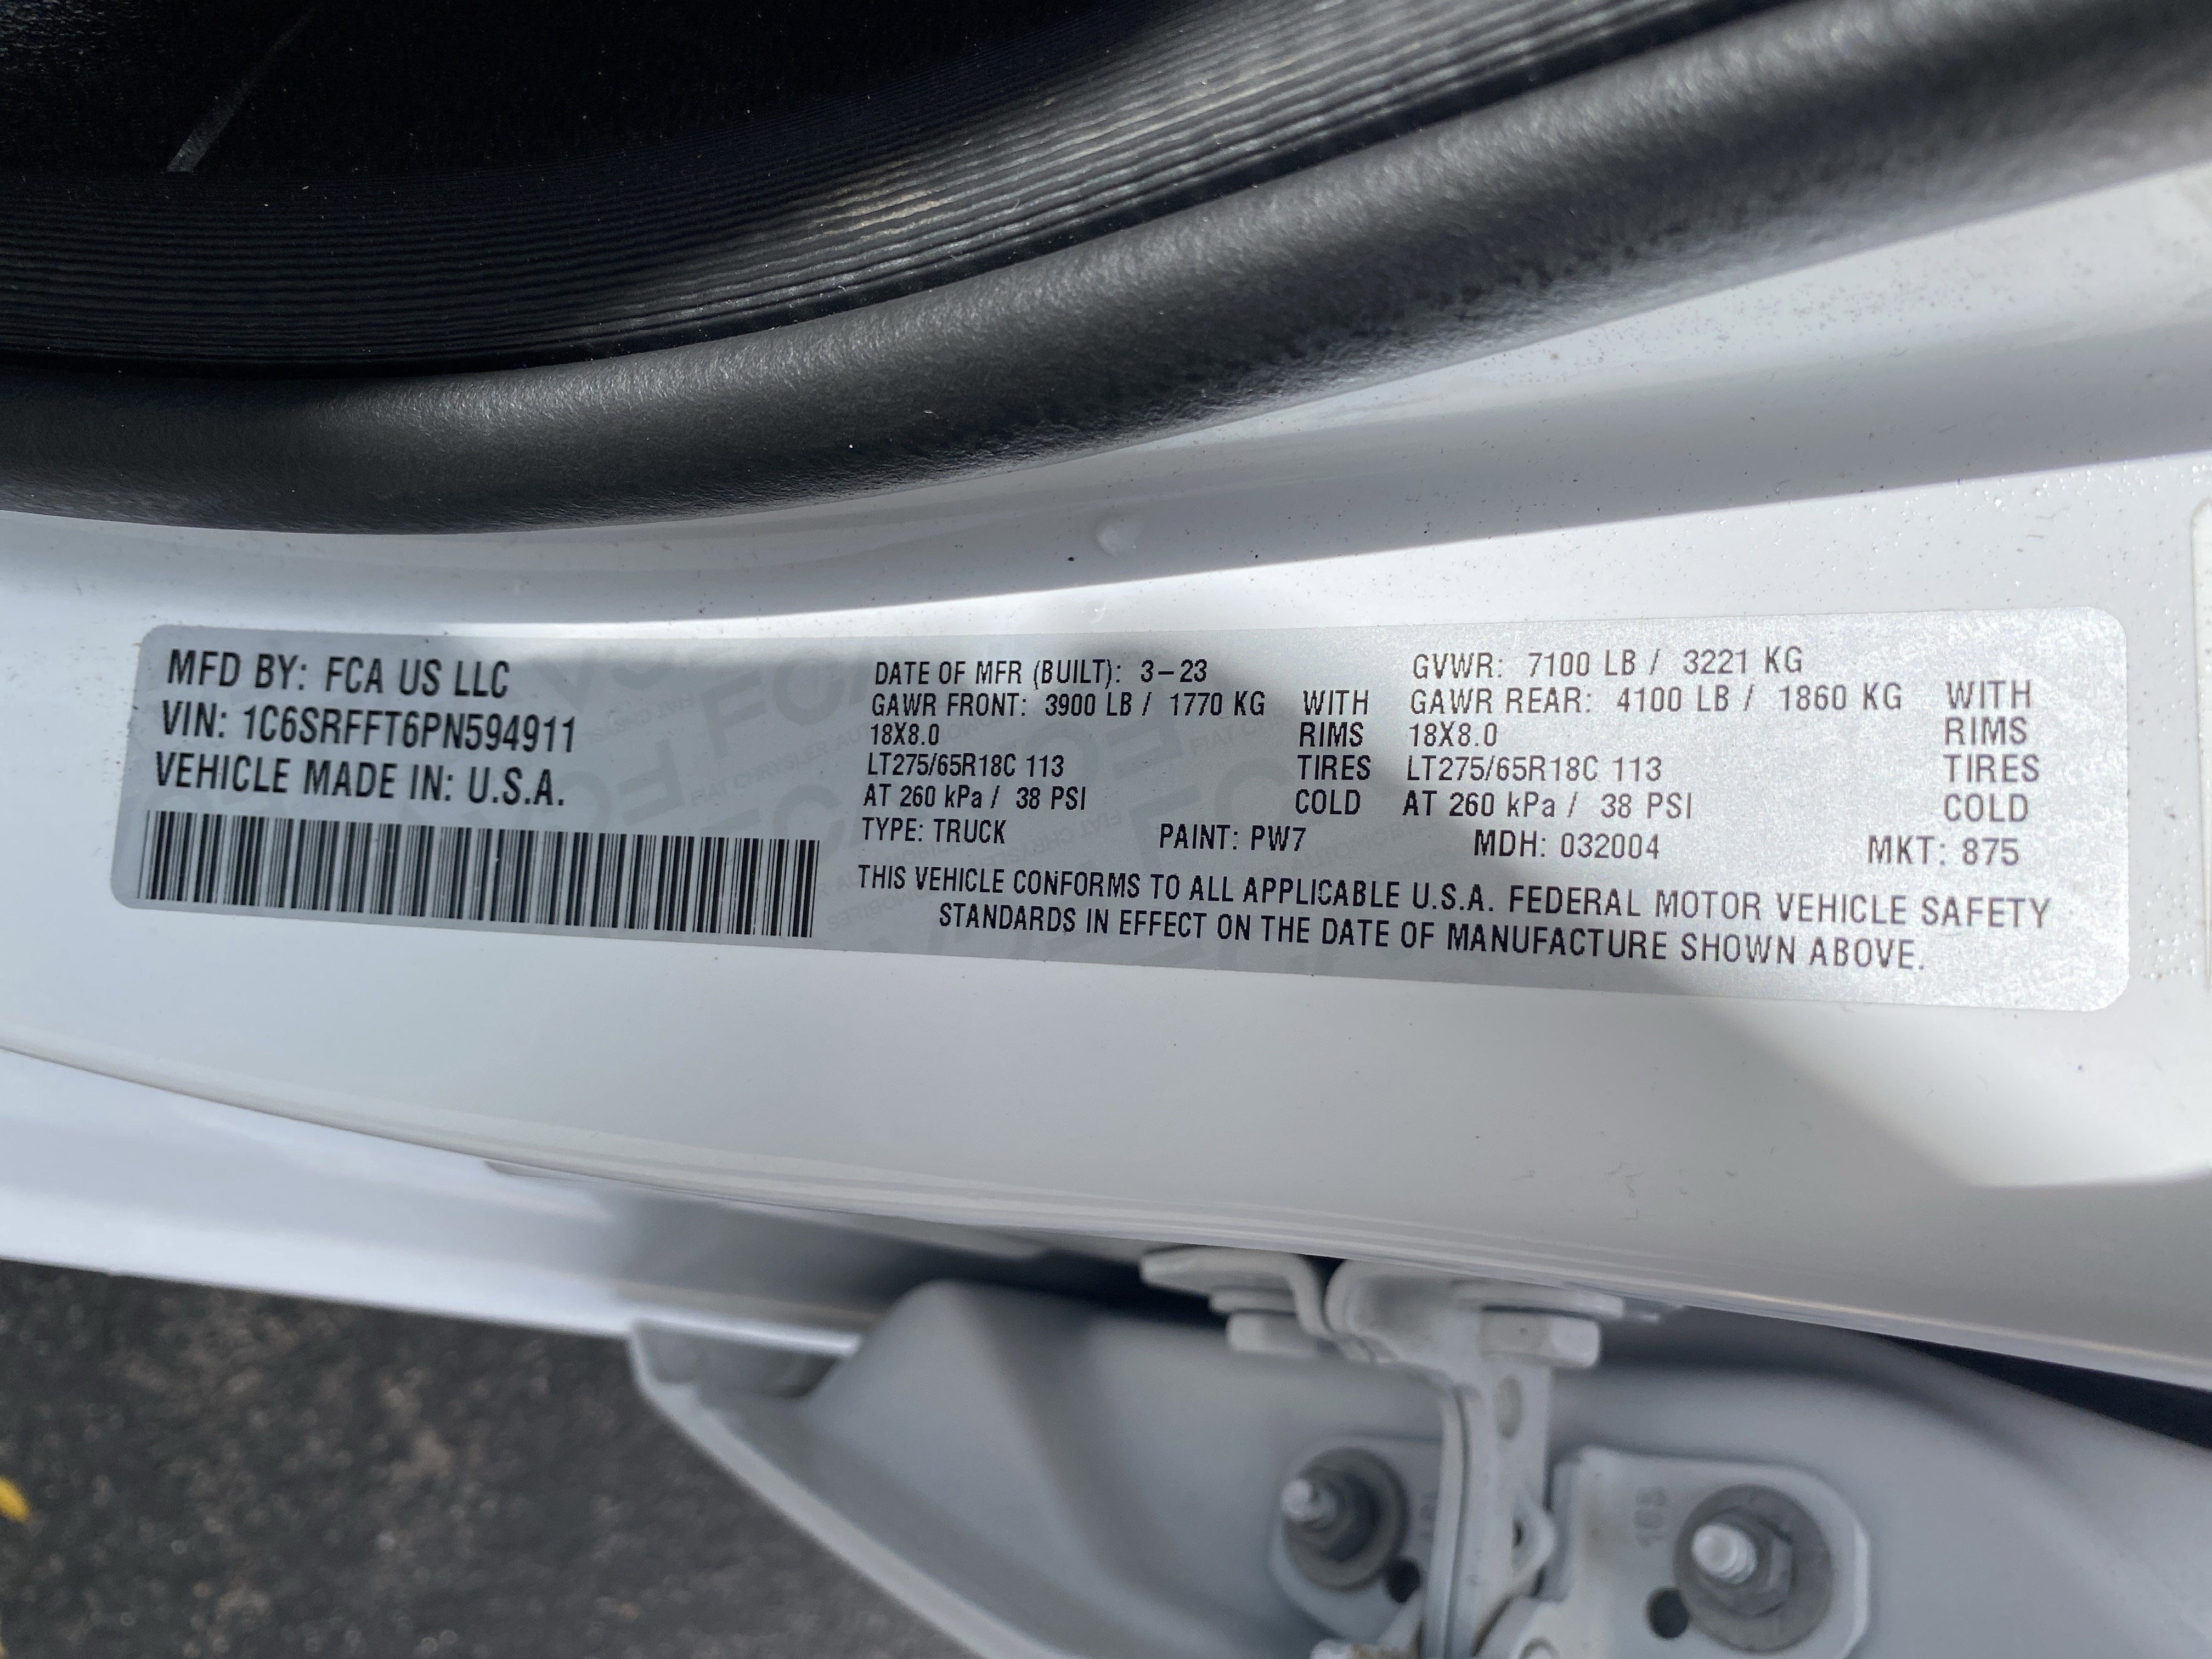 MFD BY: FCA US LLC
VIN: 1C6SRFFT6PN594911
VEHICLE MADE IN: U.S.A.
DATE OF MFR (BUILT): 3-23 GVWR: 7100 LB / 3221 KG
GAWR FRONT: 3900 LB / 1770 KG WITH GAWR REAR: 4100 LB / 1860 KG WITH
18X8.0 RIMS 18X8.0 RIMS
LT275/65R18C 113 TIRES LT275/65R18C 113 TIRES
AT 260 kPa / 38 PSI COLD AT 260 kPa / 38 PSI COLD
TYPE: TRUCK PAINT: PW7 MDH: 032004 MKT: 875
THIS VEHICLE CONFORMS TO ALL APPLICABLE U.S.A. FEDERAL MOTOR VEHICLE SAFETY
STANDARDS IN EFFECT ON THE DATE OF MANUFACTURE SHOWN ABOVE.